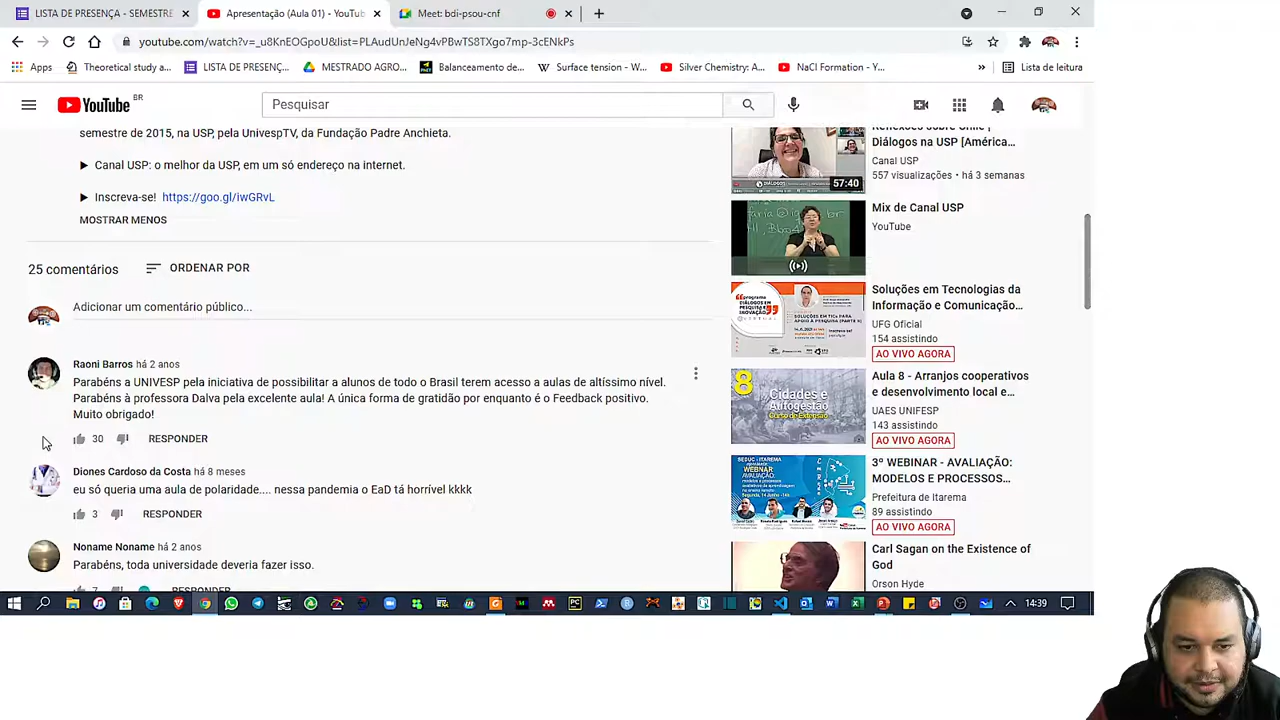 LISTA DE PRESENÇA - SEMESTRE
Apresentação (Aula 01) - YouTub
Meet: bdi-psou-cnf
youtube.com/watch?v=_u8KnEOGpoU&list=PLAudUnJeNg4vPBwTS8TXgo7mp-3cENkPs
Apps
Theoretical study a...
LISTA DE PRESENÇ...
MESTRADO AGRO...
Banceamento de...
Surface tension - W...
Silver Chemistry: A...
NaCl Formation - Y...
»
Lista de leitura
YouTube BR
Pesquisar
semestre de 2015, na USP, pela UnivespTV, da Fundação Padre Anchieta.
► Canal USP: o melhor da USP, em um só endereço na internet.
► Inscreva-se! https://goo.gl/iwGRvL
MOSTRAR MENOS
25 comentários
ORDENAR POR
Adicionar um comentário público...
Raoni Barros há 2 anos
Parabéns a UNIVESP pela iniciativa de possibilitar a alunos de todo o Brasil terem acesso a aulas de altíssimo nível.
Parabéns à professora Dalva pela excelente aula! A única forma de gratidão por enquanto é o Feedback positivo.
Muito obrigado!
30
RESPONDER
Diones Cardoso da Costa há 8 meses
só queria uma aula de polaridade.... nessa pandemia o EaD tá horrível kkkk
3
RESPONDER
Noname Noname há 2 anos
Parabéns, toda universidade deveria fazer isso.
7
RESPONDER
Reflexões sobre Chile |
Diálogos na USP [América...
Canal USP
557 visualizações • há 3 semanas
57:40
Mix de Canal USP
YouTube
Soluções em Tecnologias da
Informação e Comunicação...
UFG Oficial
154 assistindo
AO VIVO AGORA
8
Cidades e
Autogestão
Curso de Extensão
Aula 8 - Arranjos cooperativos
e desenvolvimento local e...
UAES UNIFESP
143 assistindo
AO VIVO AGORA
3º WEBINAR - AVALIAÇÃO:
MODELOS E PROCESSOS...
Prefeitura de Itarema
89 assistindo
AO VIVO AGORA
Carl Sagan on the Existence of
God
Orson Hyde
14:39